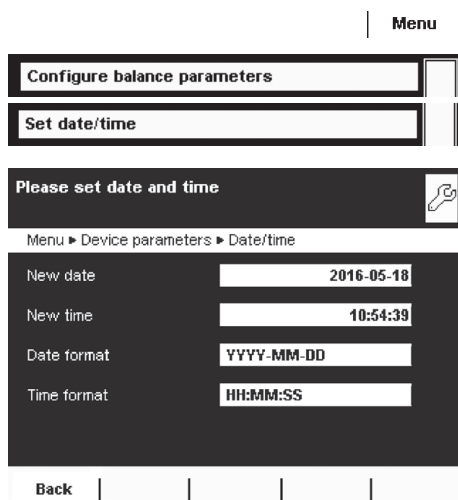 Menu
Configure balance parameters
Set date/time
Please set date and time
Menu ▸ Device parameters ▸ Date/time
New date 2016-05-18
New time 10:54:39
Date format YYYY-MM-DD
Time format HH:MM:SS
Back